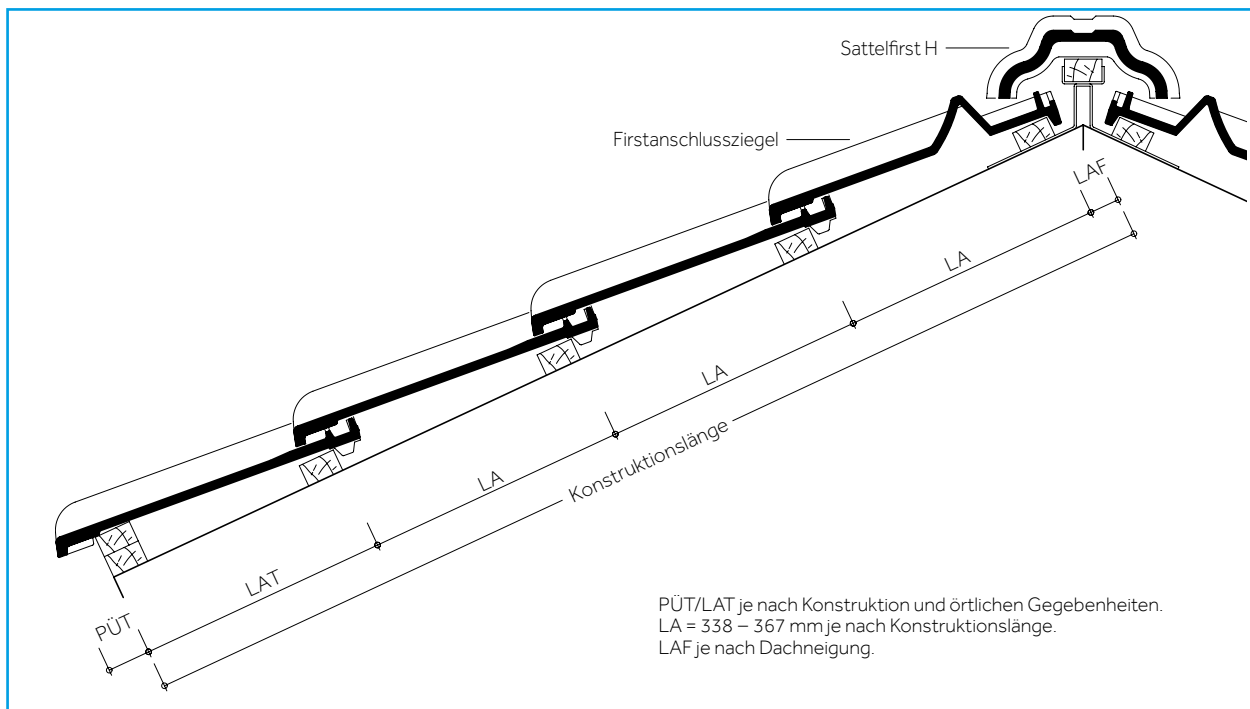 Sattelfirst H
Firstanschlussziegel
LAF
LA
LA
LA
Konstruktionslänge
LAT
PÜT
PÜT/LAT je nach Konstruktion und örtlichen Gegebenheiten.
LA = 338 – 367 mm je nach Konstruktionslänge.
LAF je nach Dachneigung.